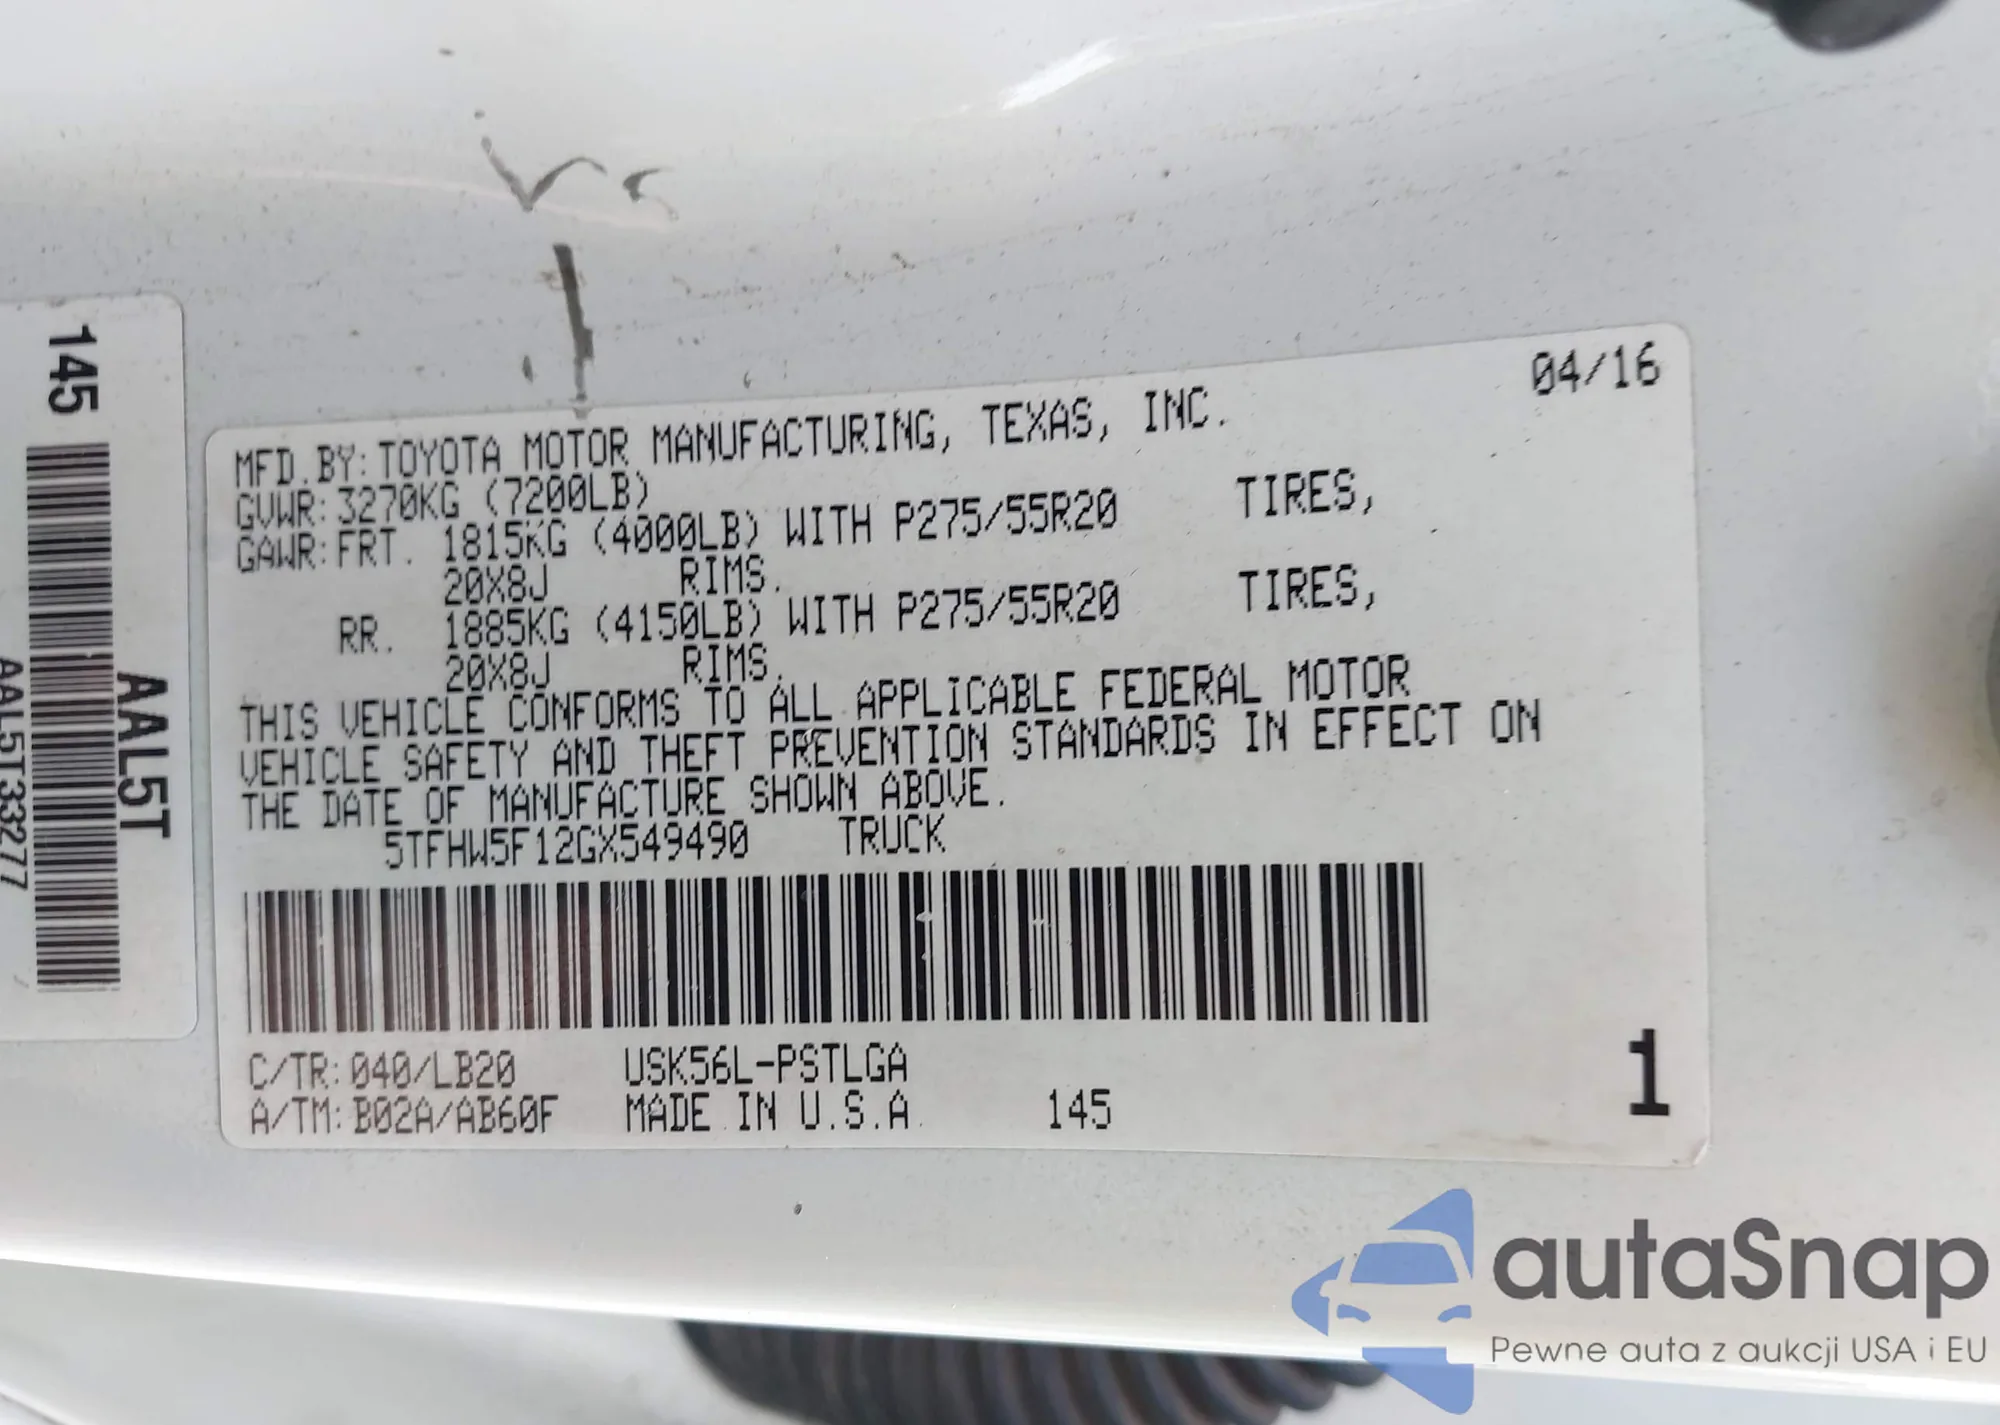 145
AAL5T
AAL5T33277
04/16
MFD.BY:TOYOTA MOTOR MANUFACTURING, TEXAS, INC.
GVWR:3270KG (7200LB)
GAWR:FRT. 1815KG (4000LB) WITH P275/55R20 TIRES,
20X8J RIMS.
RR. 1885KG (4150LB) WITH P275/55R20 TIRES,
20X8J RIMS.
THIS VEHICLE CONFORMS TO ALL APPLICABLE FEDERAL MOTOR
VEHICLE SAFETY AND THEFT PREVENTION STANDARDS IN EFFECT ON
THE DATE OF MANUFACTURE SHOWN ABOVE.
5TFHW5F12GX549490 TRUCK
C/TR:040/LB20 USK56L-PSTLGA
A/TM:B02A/AB60F MADE IN U.S.A. 145
1
autaSnap
Pewne auta z aukcji USA i EU